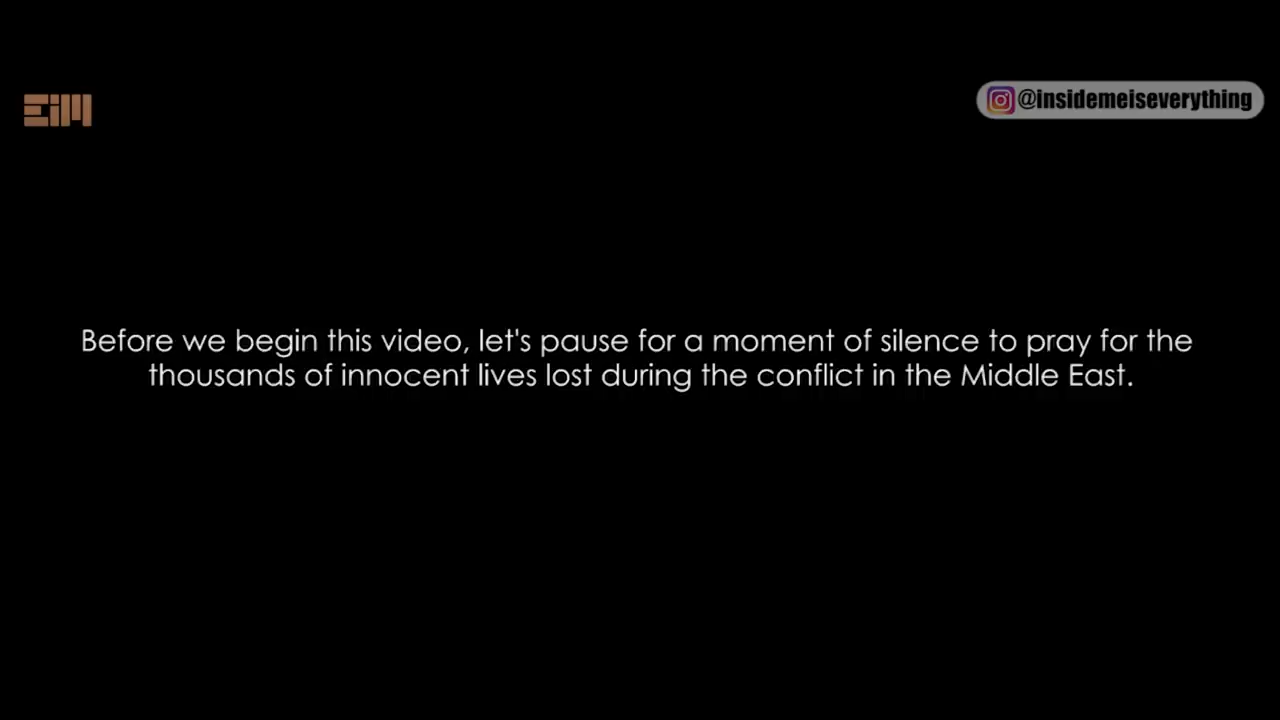 EiM
@insidemeiseverything
Before we begin this video, let's pause for a moment of silence to pray for the
thousands of innocent lives lost during the conflict in the Middle East.